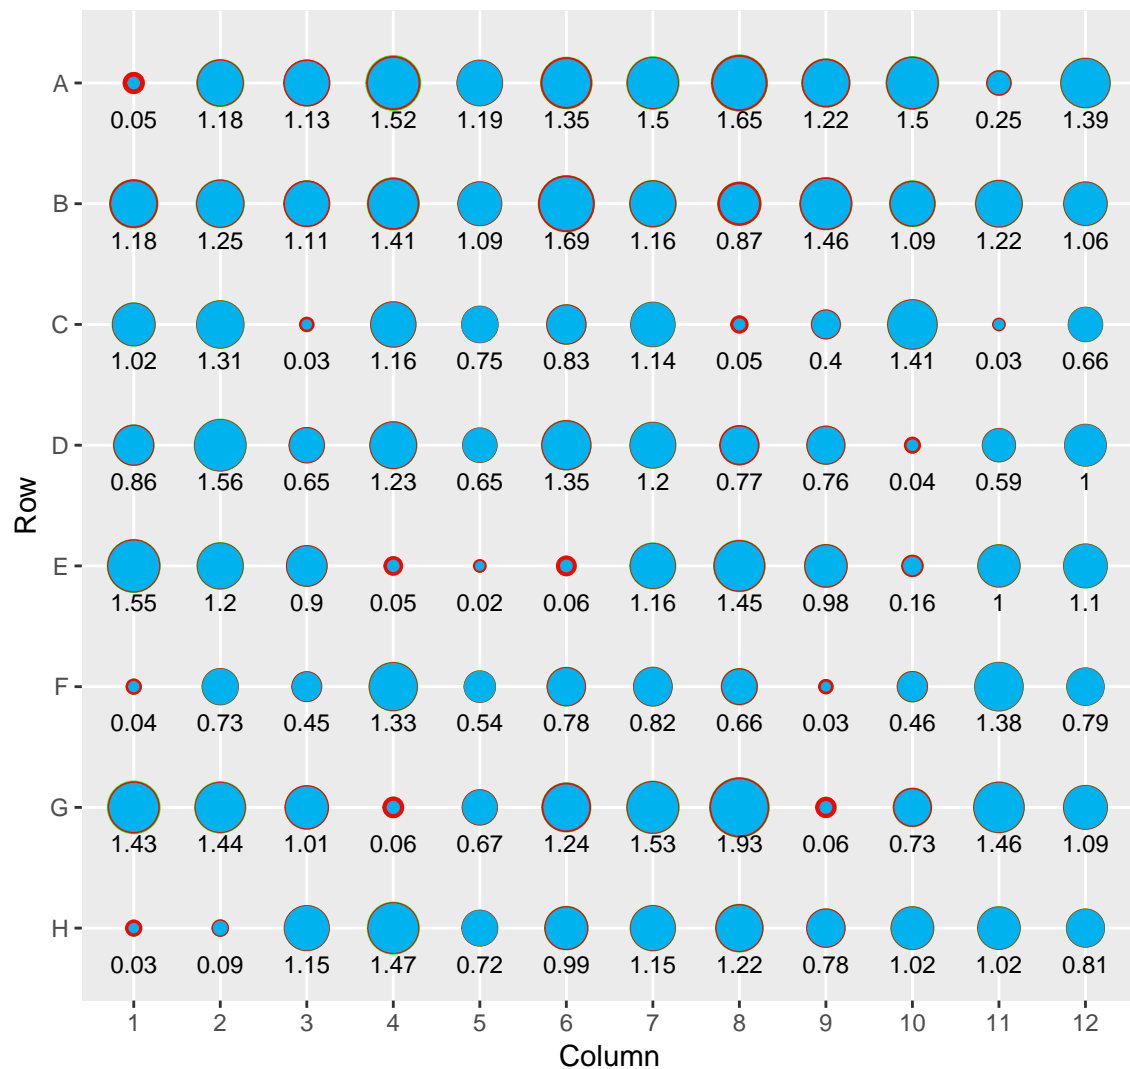 A
0.05 1.18 1.13 1.52 1.19 1.35 1.5 1.65 1.22 1.5 0.25 1.39
B
1.18 1.25 1.11 1.41 1.09 1.69 1.16 0.87 1.46 1.09 1.22 1.06
C
1.02 1.31 0.03 1.16 0.75 0.83 1.14 0.05 0.4 1.41 0.03 0.66
D
0.86 1.56 0.65 1.23 0.65 1.35 1.2 0.77 0.76 0.04 0.59 1
Row
E
1.55 1.2 0.9 0.05 0.02 0.06 1.16 1.45 0.98 0.16 1 1.1
F
0.04 0.73 0.45 1.33 0.54 0.78 0.82 0.66 0.03 0.46 1.38 0.79
G
1.43 1.44 1.01 0.06 0.67 1.24 1.53 1.93 0.06 0.73 1.46 1.09
H
0.03 0.09 1.15 1.47 0.72 0.99 1.15 1.22 0.78 1.02 1.02 0.81
1 2 3 4 5 6 7 8 9 10 11 12
Column